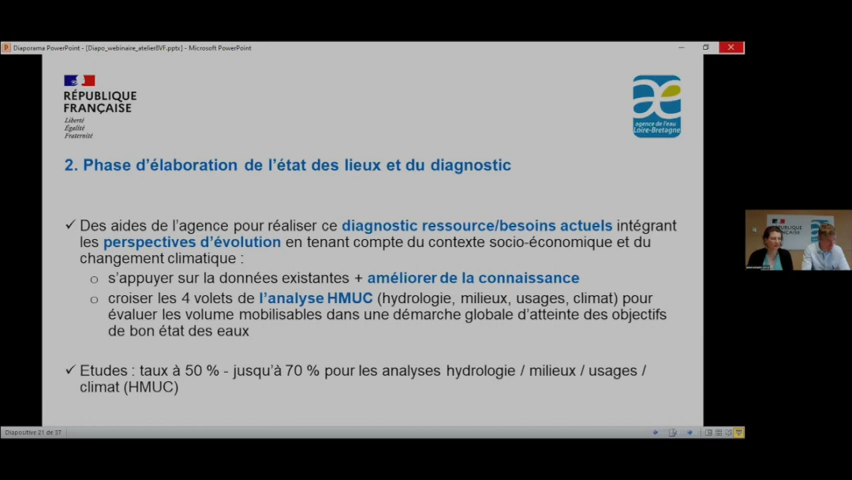 Diaporama PowerPoint - [Diapo_webinaire_atelierBVF.pptx] - Microsoft PowerPoint
RÉPUBLIQUE
FRANÇAISE
Liberté
Égalité
Fraternité
agence de l'eau
Loire-Bretagne
2. Phase d'élaboration de l'état des lieux et du diagnostic
✓ Des aides de l'agence pour réaliser ce diagnostic ressource/besoins actuels intégrant
les perspectives d'évolution en tenant compte du contexte socio-économique et du
changement climatique :
o s'appuyer sur la données existantes + améliorer de la connaissance
o croiser les 4 volets de l'analyse HMUC (hydrologie, milieux, usages, climat) pour
évaluer les volume mobilisables dans une démarche globale d'atteinte des objectifs
de bon état des eaux
✓ Etudes : taux à 50 % - jusqu'à 70 % pour les analyses hydrologie / milieux / usages /
climat (HMUC)
Diapositive 21 de 37